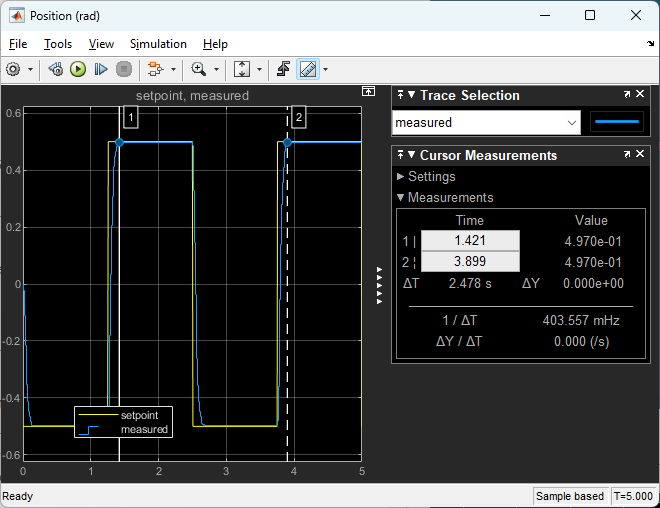 Position (rad)
File Tools View Simulation Help
setpoint, measured
0.6
0.4
0.2
0
-0.2
-0.4
-0.6
0 1 2 3 4 5
1
2
setpoint
measured
Trace Selection
measured
Cursor Measurements
Settings
Measurements
Time Value
1 | 1.421 4.970e-01
2 ¦ 3.899 4.970e-01
ΔT 2.478 s ΔY 0.000e+00
1 / ΔT 403.557 mHz
ΔY / ΔT 0.000 (/s)
Ready Sample based T=5.000